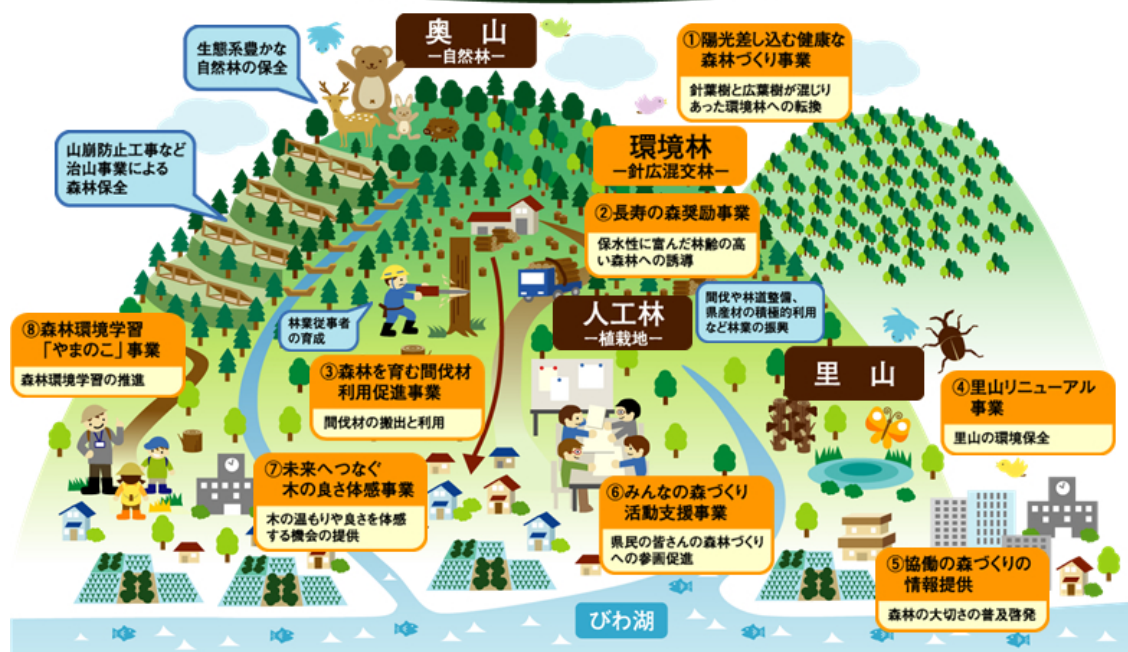 奥山
ー自然林ー
生態系豊かな
自然林の保全
①陽光差し込む健康な
森林づくり事業
針葉樹と広葉樹が混じり
あった環境林への転換
山崩防止工事など
治山事業による
森林保全
環境林
ー針広混交林ー
②長寿の森奨励事業
保水性に富んだ林齢の高
い森林への誘導
人工林
ー植栽地ー
間伐や林道整備、
県産材の積極的利用
など林業の振興
林業従事者
の育成
⑧森林環境学習
「やまのこ」事業
森林環境学習の推進
③森林を育む間伐材
利用促進事業
間伐材の搬出と利用
里山
④里山リニューアル
事業
里山の環境保全
⑦未来へつなぐ
木の良さ体感事業
木の温もりや良さを体感
する機会の提供
⑥みんなの森づくり
活動支援事業
県民の皆さんの森林づくり
への参画促進
⑤協働の森づくりの
情報提供
森林の大切さの普及啓発
びわ湖